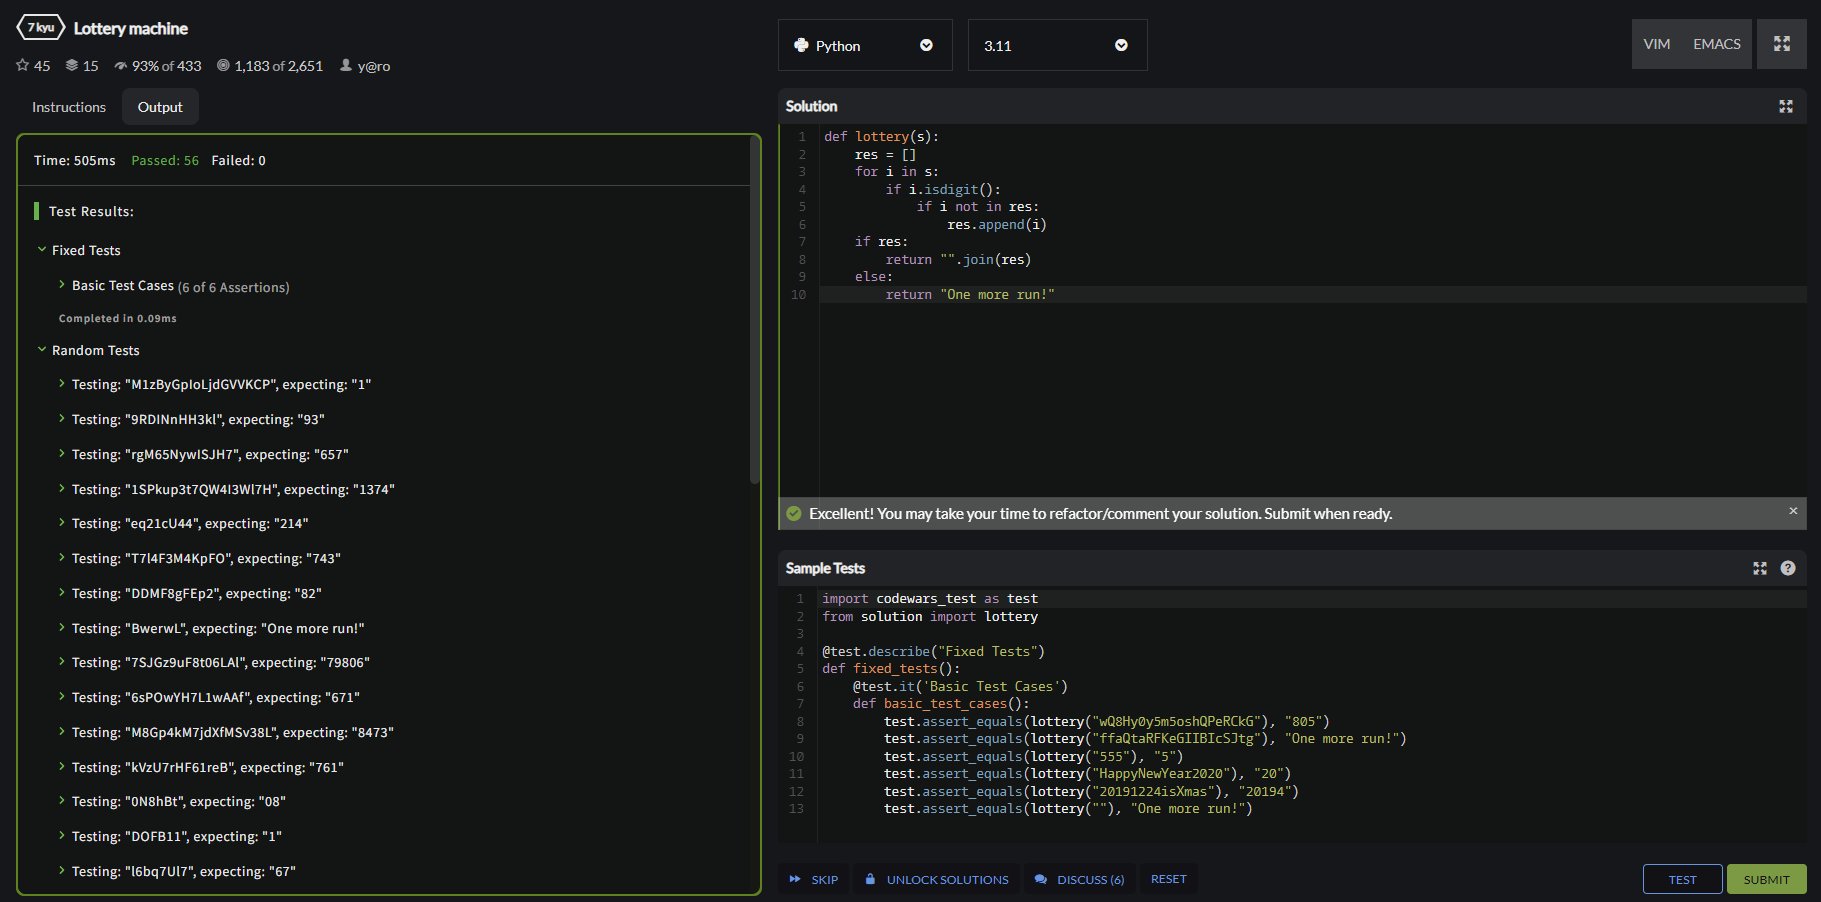 7 kyu Lottery machine
45 15 93% of 433 1,183 of 2,651 y@ro
Instructions Output
Time: 505ms Passed: 56 Failed: 0
Test Results:
Fixed Tests
Basic Test Cases (6 of 6 Assertions)
Completed in 0.09ms
Random Tests
Testing: "M1zByGpIoLjdGVVKCP", expecting: "1"
Testing: "9RDINnHH3kl", expecting: "93"
Testing: "rgM65NywISJH7", expecting: "657"
Testing: "1SPkup3t7QW4I3Wl7H", expecting: "1374"
Testing: "eq21cU44", expecting: "214"
Testing: "T7l4F3M4KpFO", expecting: "743"
Testing: "DDMF8gFEp2", expecting: "82"
Testing: "BwerwL", expecting: "One more run!"
Testing: "7SJGz9uF8t06LAl", expecting: "79806"
Testing: "6sPOwYH7L1wAAf", expecting: "671"
Testing: "M8Gp4kM7jdXfMSv38L", expecting: "8473"
Testing: "kVzU7rHF61reB", expecting: "761"
Testing: "0N8hBt", expecting: "08"
Testing: "DOFB11", expecting: "1"
Testing: "l6bq7Ul7", expecting: "67"
Python 3.11 VIM EMACS
Solution
1 def lottery(s):
2     res = []
3     for i in s:
4         if i.isdigit():
5             if i not in res:
6                 res.append(i)
7     if res:
8         return "".join(res)
9     else:
10         return "One more run!"
Excellent! You may take your time to refactor/comment your solution. Submit when ready. ×
Sample Tests ?
1 import codewars_test as test
2 from solution import lottery
3
4 @test.describe("Fixed Tests")
5 def fixed_tests():
6     @test.it('Basic Test Cases')
7     def basic_test_cases():
8         test.assert_equals(lottery("wQ8Hy0y5m5oshQPeRCkG"), "805")
9         test.assert_equals(lottery("ffaQtaRFKeGIIBIcSJtg"), "One more run!")
10         test.assert_equals(lottery("555"), "5")
11         test.assert_equals(lottery("HappyNewYear2020"), "20")
12         test.assert_equals(lottery("20191224isXmas"), "20194")
13         test.assert_equals(lottery(""), "One more run!")
SKIP UNLOCK SOLUTIONS DISCUSS (6) RESET TEST SUBMIT